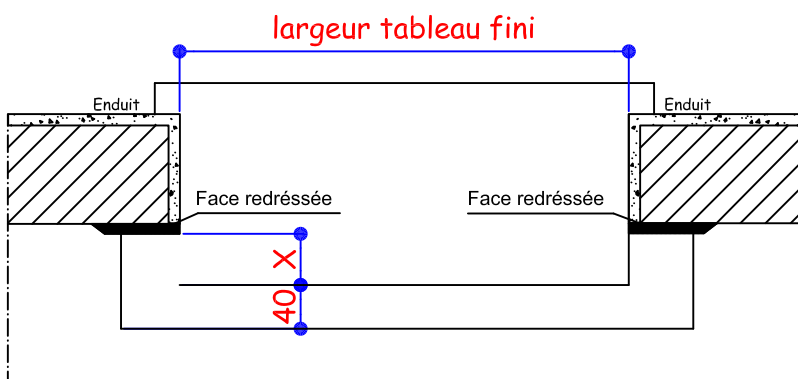 largeur tableau fini
Enduit
Enduit
Face redréssée
Face redréssée
X
40